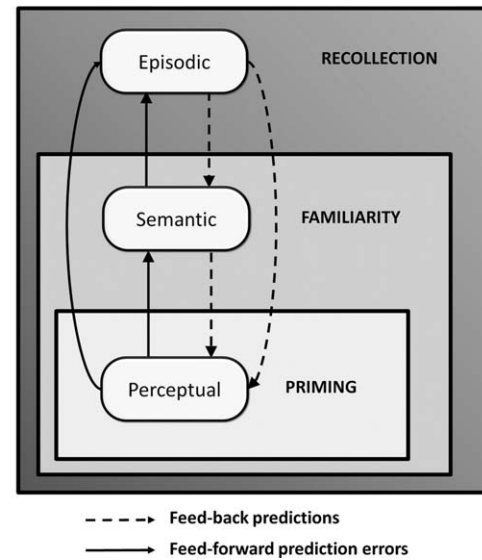 Episodic
RECOLLECTION
Semantic
FAMILIARITY
Perceptual
PRIMING
Feed-back predictions
Feed-forward prediction errors